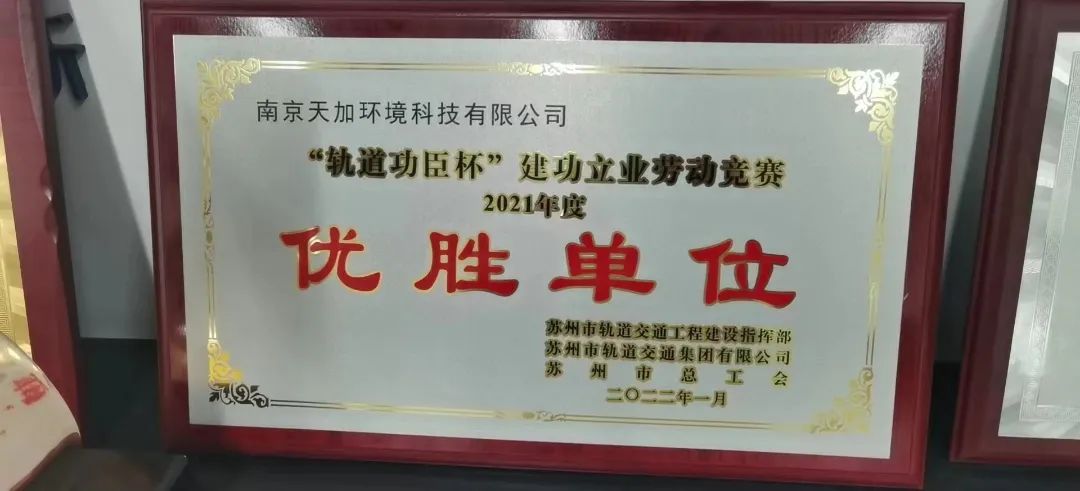 南京天加环境科技有限公司
“轨道功臣杯”建功立业劳动竞赛
2021年度
优胜单位
苏州市轨道交通工程建设指挥部
苏州市轨道交通集团有限公司
苏州市总工会
二〇二二年一月